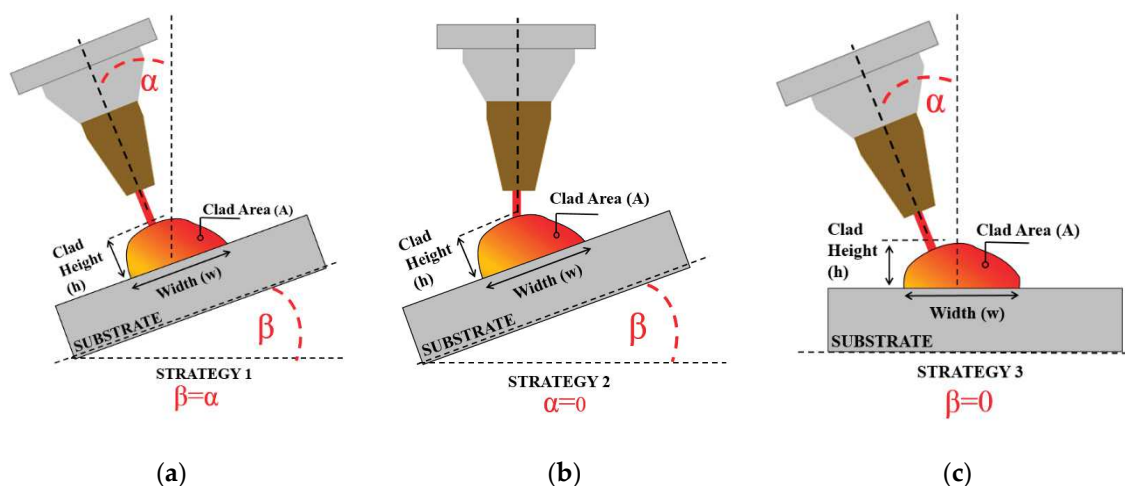 α
Clad Area (A)
Clad
Height
(h)
Width (w)
SUBSTRATE
β
STRATEGY 1
β=α
(a)
Clad Area (A)
Clad
Height
(h)
Width (w)
SUBSTRATE
β
STRATEGY 2
α=0
(b)
α
Clad
Height
(h)
Clad Area (A)
Width (w)
SUBSTRATE
STRATEGY 3
β=0
(c)